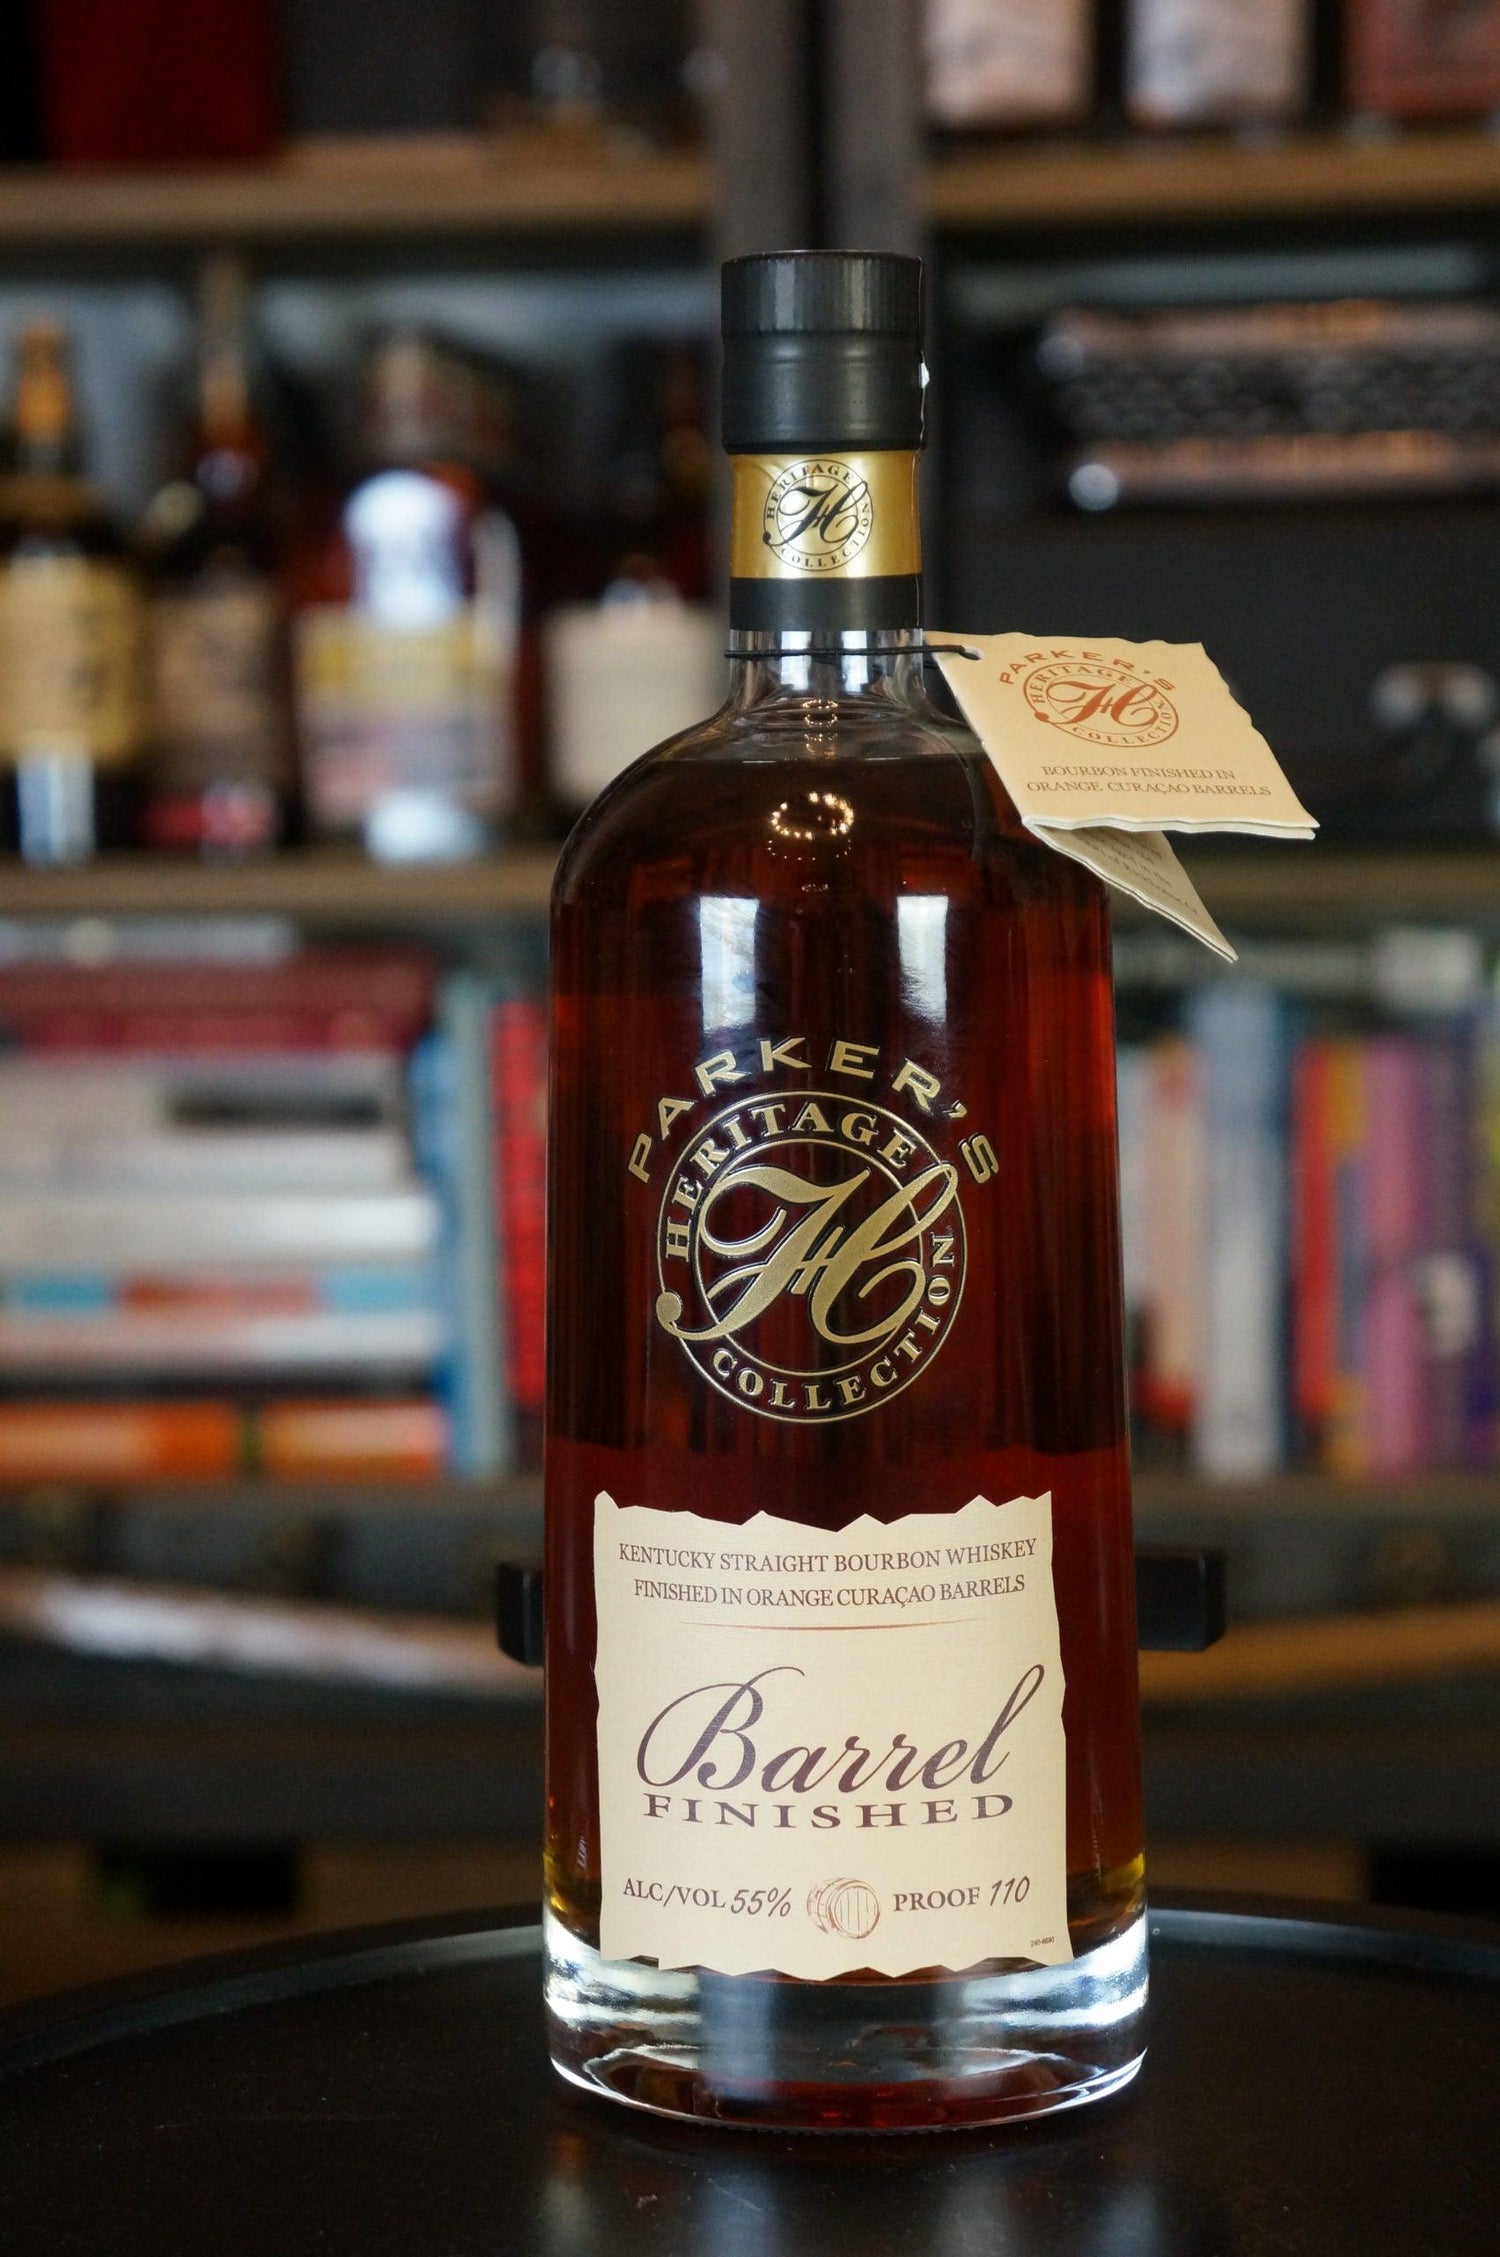 HERITAGE
H
COLLECTION
PARKER'S
HERITAGE
H
COLLECTION
BOURBON FINISHED IN
ORANGE CURAÇAO BARRELS
PARKER'S
HERITAGE
H
COLLECTION
KENTUCKY STRAIGHT BOURBON WHISKEY
FINISHED IN ORANGE CURAÇAO BARRELS
Barrel
FINISHED
ALC/VOL 55% PROOF 110